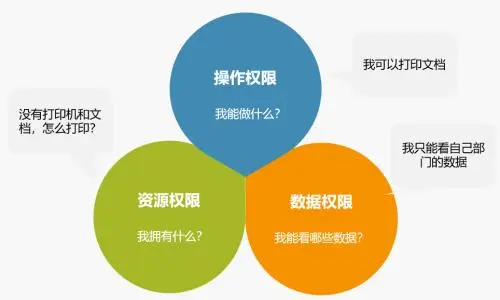 操作权限
我能做什么？
我可以打印文档
没有打印机和文
档，怎么打印？
我只能看自己部
门的数据
资源权限
我拥有什么？
数据权限
我能看哪些数据？